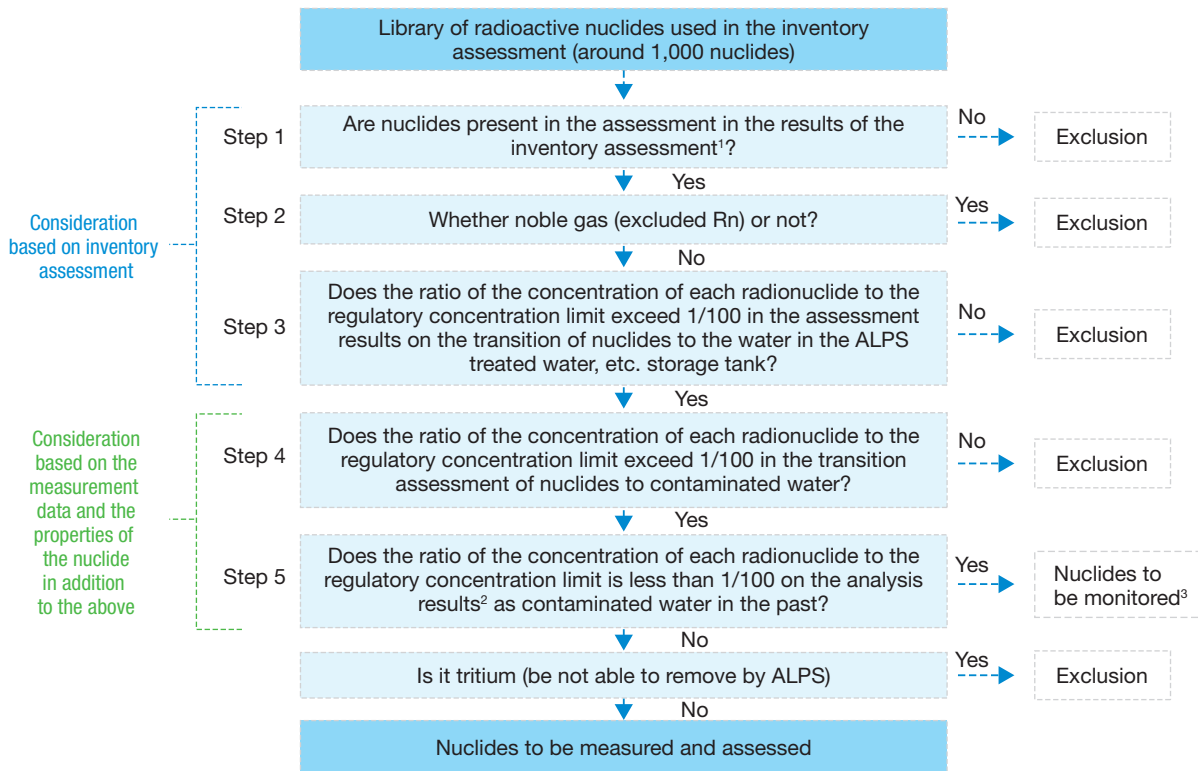 Library of radioactive nuclides used in the inventory
assessment (around 1,000 nuclides)
Consideration
based on inventory
assessment
Step 1
Are nuclides present in the assessment in the results of the
inventory assessment¹?
No
Exclusion
Yes
Step 2
Whether noble gas (excluded Rn) or not?
Yes
Exclusion
No
Step 3
Does the ratio of the concentration of each radionuclide to the
regulatory concentration limit exceed 1/100 in the assessment
results on the transition of nuclides to the water in the ALPS
treated water, etc. storage tank?
No
Exclusion
Yes
Consideration
based on the
measurement
data and the
properties of
the nuclide
in addition
to the above
Step 4
Does the ratio of the concentration of each radionuclide to the
regulatory concentration limit exceed 1/100 in the transition
assessment of nuclides to contaminated water?
No
Exclusion
Yes
Step 5
Does the ratio of the concentration of each radionuclide to the
regulatory concentration limit is less than 1/100 on the analysis
results² as contaminated water in the past?
Yes
Nuclides to
be monitored³
No
Is it tritium (be not able to remove by ALPS)
Yes
Exclusion
No
Nuclides to be measured and assessed